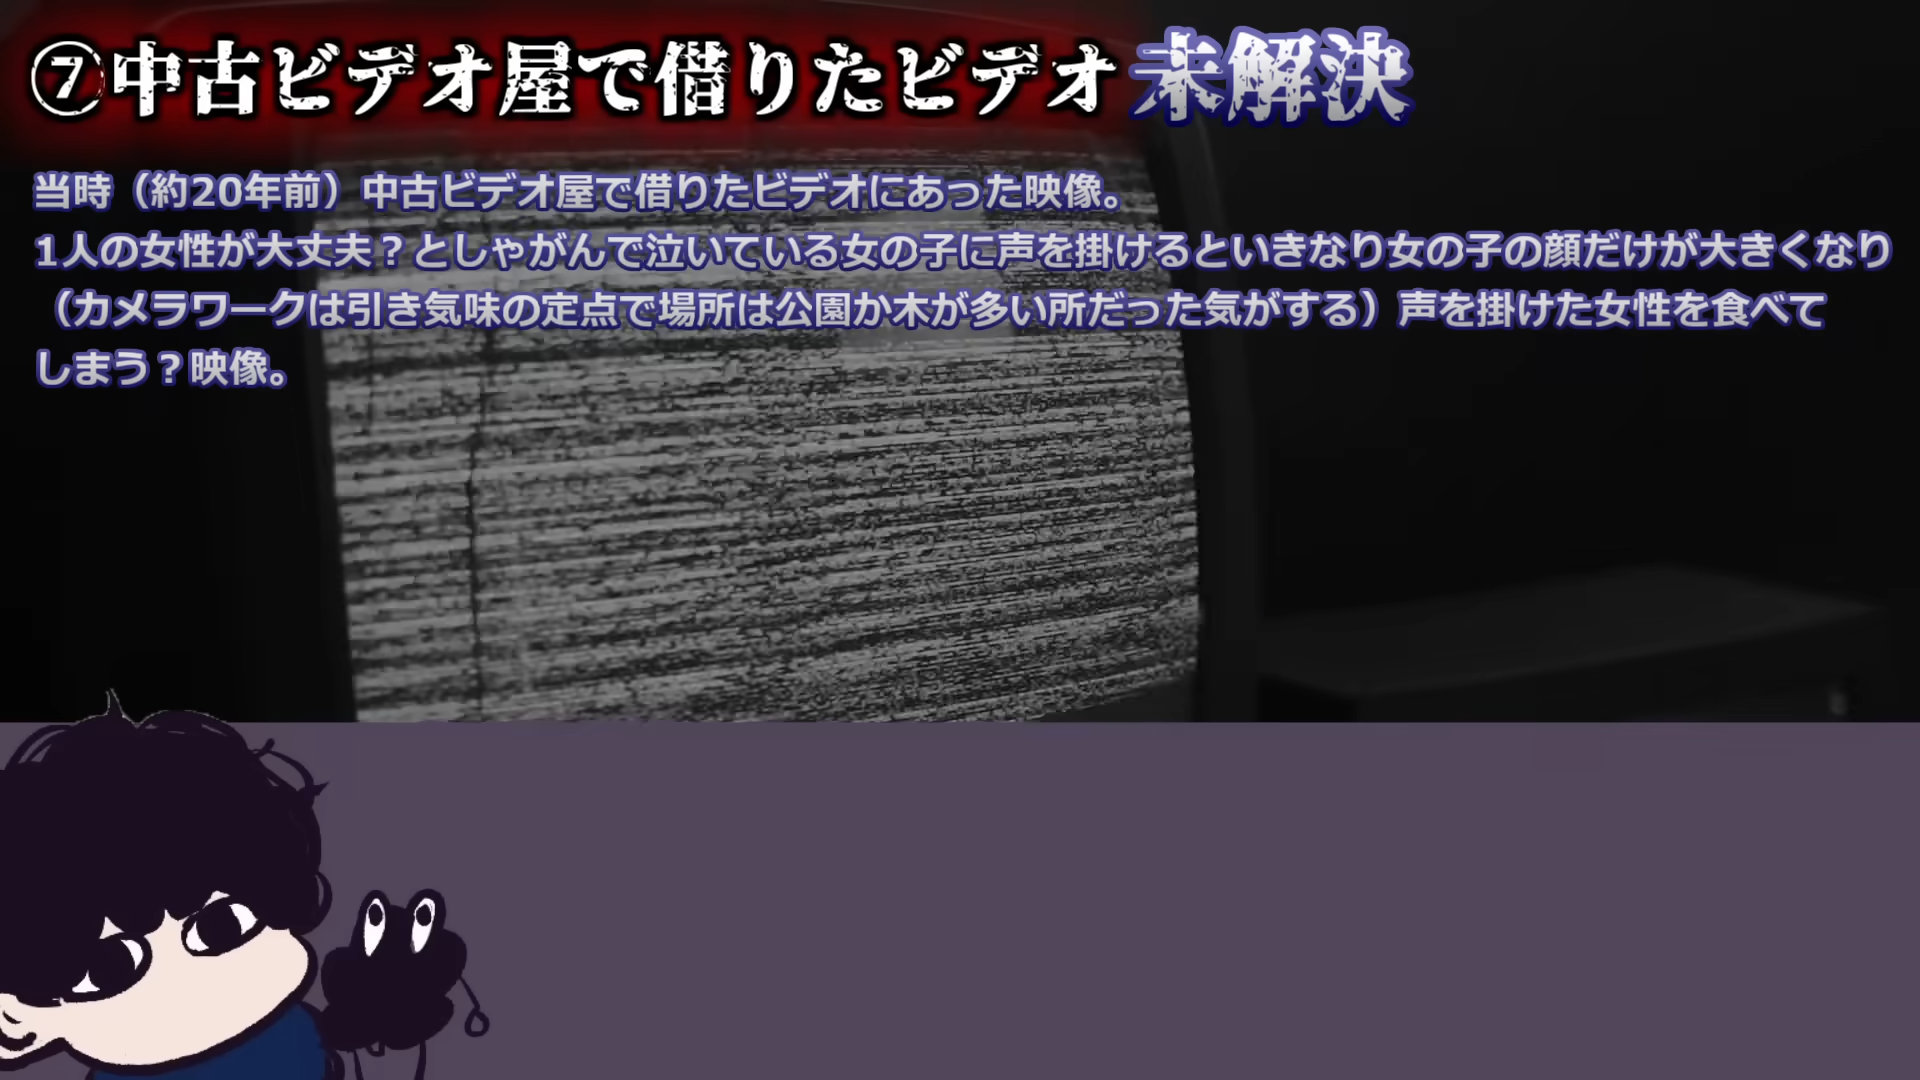 ⑦中古ビデオ屋で借りたビデオ 未解決
当時（約20年前）中古ビデオ屋で借りたビデオにあった映像。
1人の女性が大丈夫？としゃがんで泣いている女の子に声を掛けるといきなり女の子の顔だけが大きくなり
（カメラワークは引き気味の定点で場所は公園か木が多い所だった気がする）声を掛けた女性を食べて
しまう？映像。